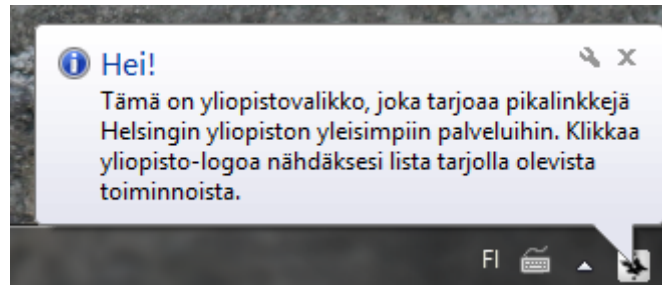 Hei!
Tämä on yliopistovalikko, joka tarjoaa pikalinkkejä
Helsingin yliopiston yleisimpiin palveluihin. Klikkaa
yliopisto-logoa nähdäksesi lista tarjolla olevista
toiminnoista.
FI